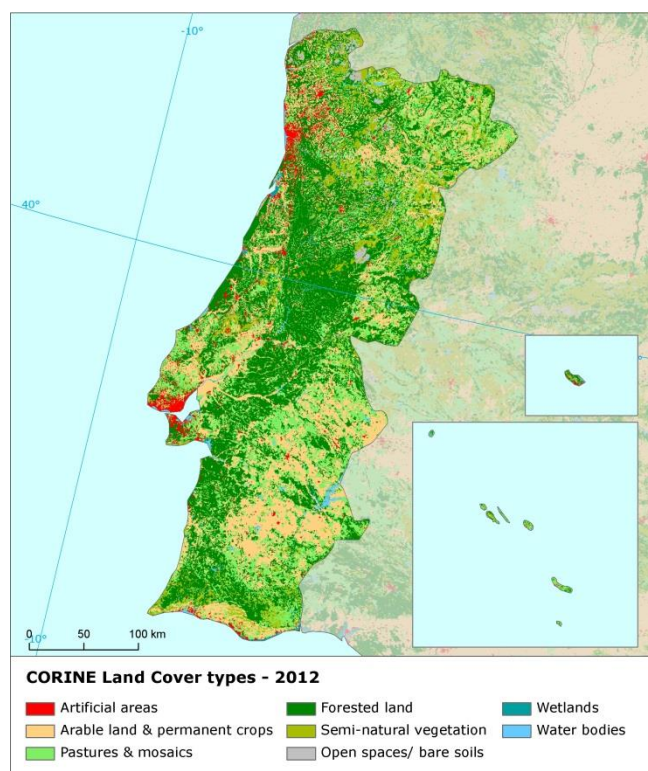 -10°
40°
-10°
0 50 100 km
CORINE Land Cover types - 2012
Artificial areas
Forested land
Wetlands
Arable land & permanent crops
Semi-natural vegetation
Water bodies
Pastures & mosaics
Open spaces/ bare soils